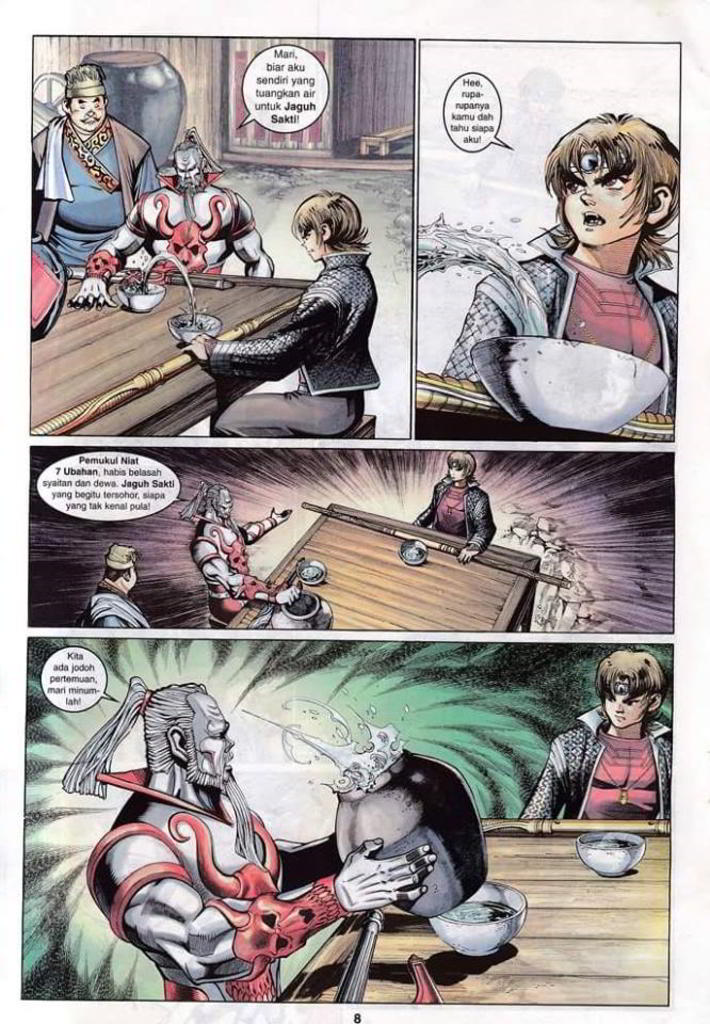 Mari,
biar aku
sendiri yang
tuangkan air
untuk Jaguh
Sakti!
Hee,
rupa-
rupanya
kamu dah
tahu siapa
aku!
Pemukul Niat
7 Ubahan, habis belasah
syaitan dan dewa. Jaguh Sakti
yang begitu tersohor, siapa
yang tak kenal pula!
Kita
ada jodoh
pertemuan,
mari minum-
lah!
8